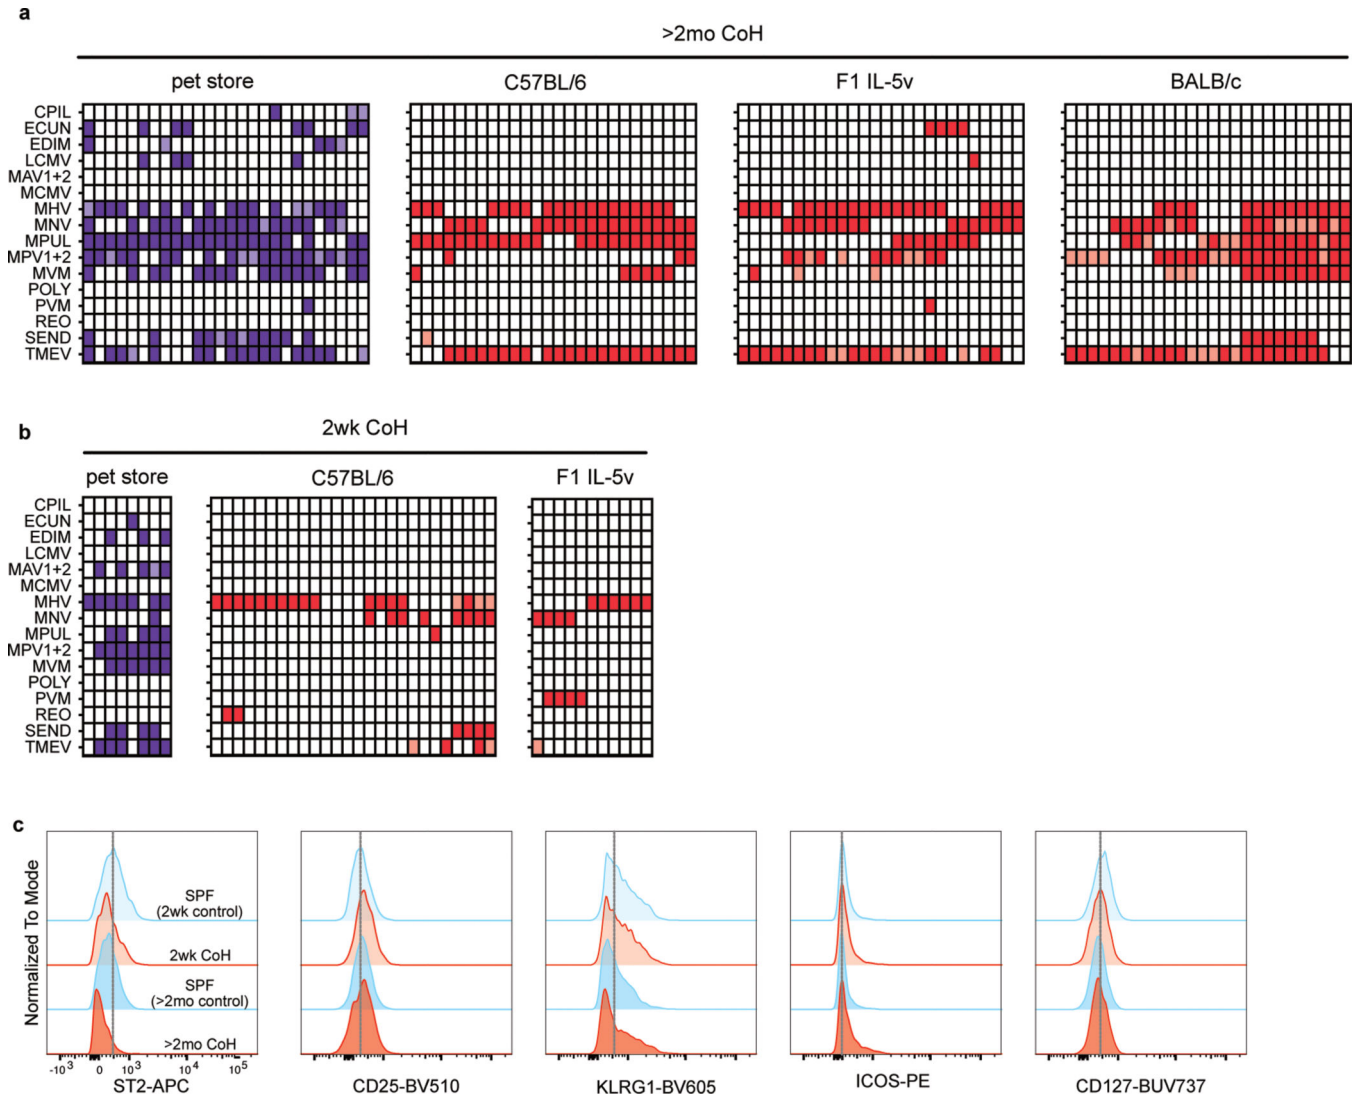 a
>2mo CoH
pet store
C57BL/6
F1 IL-5v
BALB/c
CPIL
ECUN
EDIM
LCMV
MAV1+2
MCMV
MHV
MNV
MPUL
MPV1+2
MVM
POLY
PVM
REO
SEND
TMEV
b
2wk CoH
pet store
C57BL/6
F1 IL-5v
CPIL
ECUN
EDIM
LCMV
MAV1+2
MCMV
MHV
MNV
MPUL
MPV1+2
MVM
POLY
PVM
REO
SEND
TMEV
c
Normalized To Mode
SPF
(2wk control)
2wk CoH
SPF
(>2mo control)
>2mo CoH
-10³ 0 10³ 10⁴ 10⁵
ST2-APC
CD25-BV510
KLRG1-BV605
ICOS-PE
CD127-BUV737